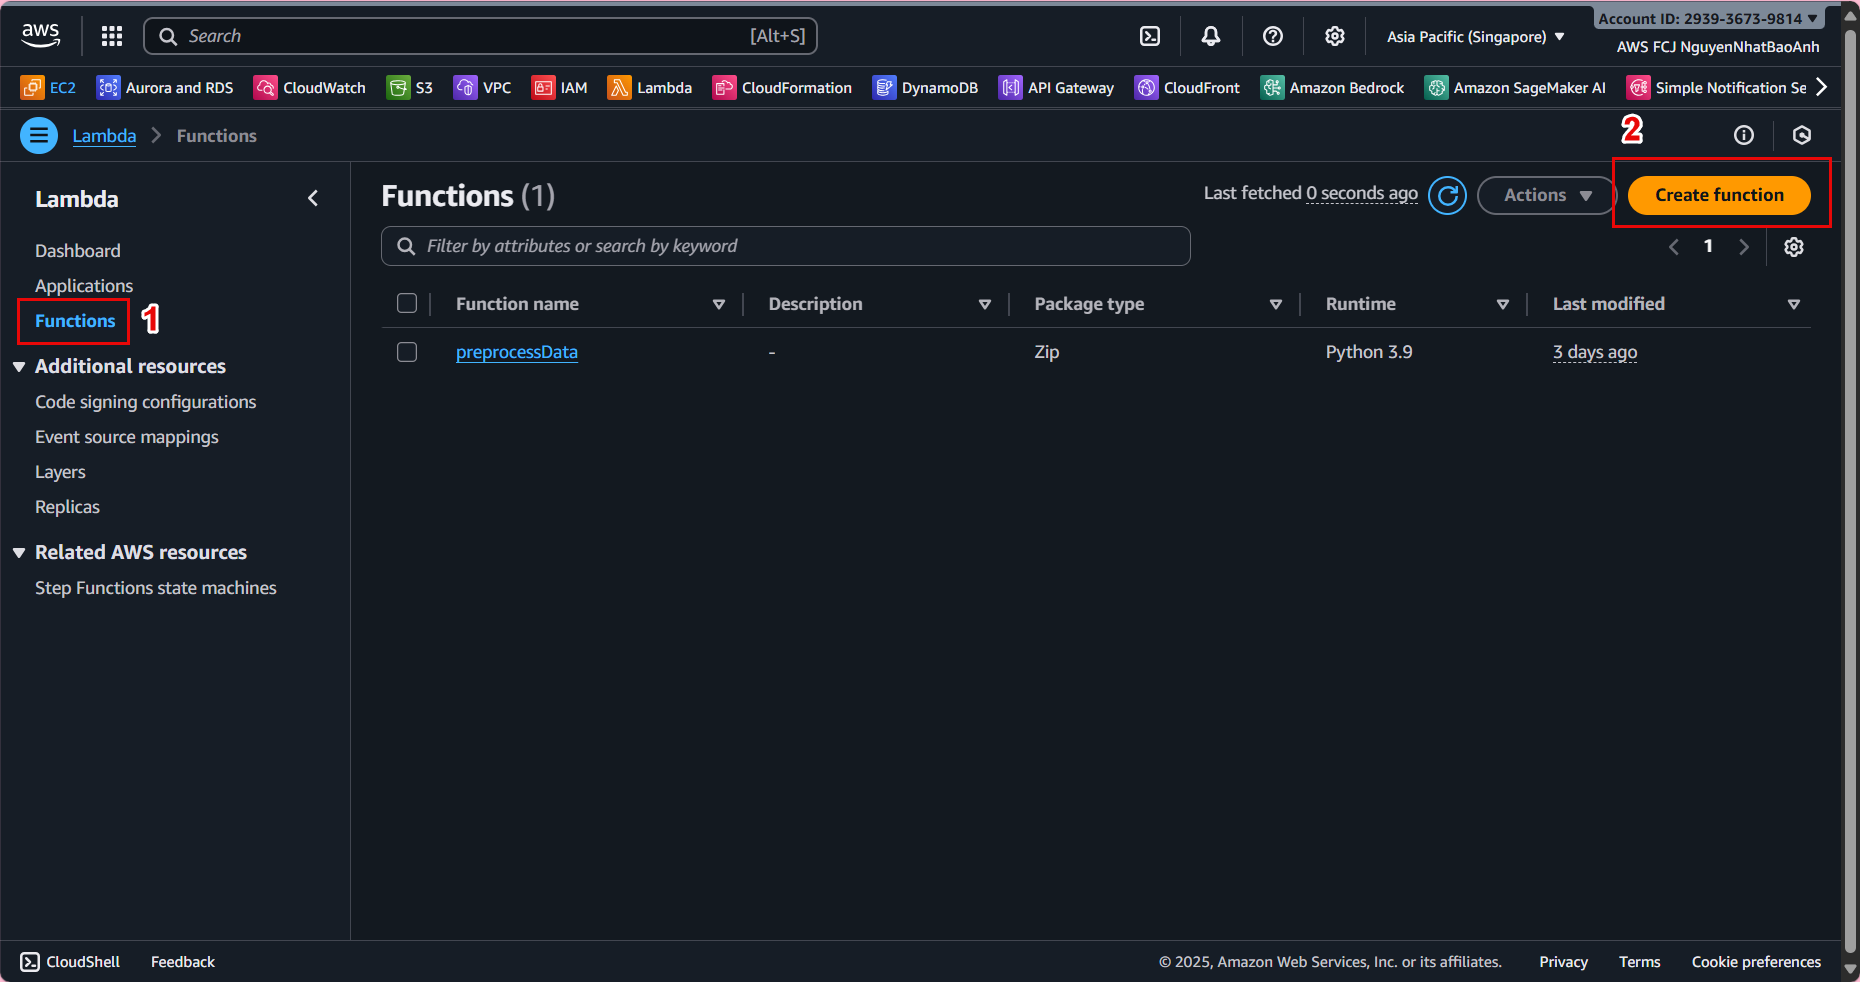 aws
Search [Alt+S]
Asia Pacific (Singapore)
Account ID: 2939-3673-9814
AWS FCJ NguyenNhatBaoAnh
EC2 Aurora and RDS CloudWatch S3 VPC IAM Lambda CloudFormation DynamoDB API Gateway CloudFront Amazon Bedrock Amazon SageMaker AI Simple Notification Se
Lambda Functions
2
Lambda
Dashboard
Applications
Functions 1
Additional resources
Code signing configurations
Event source mappings
Layers
Replicas
Related AWS resources
Step Functions state machines
Functions (1)
Last fetched 0 seconds ago
Actions
Create function
Filter by attributes or search by keyword
1
Function name Description Package type Runtime Last modified
preprocessData - Zip Python 3.9 3 days ago
CloudShell Feedback
© 2025, Amazon Web Services, Inc. or its affiliates. Privacy Terms Cookie preferences